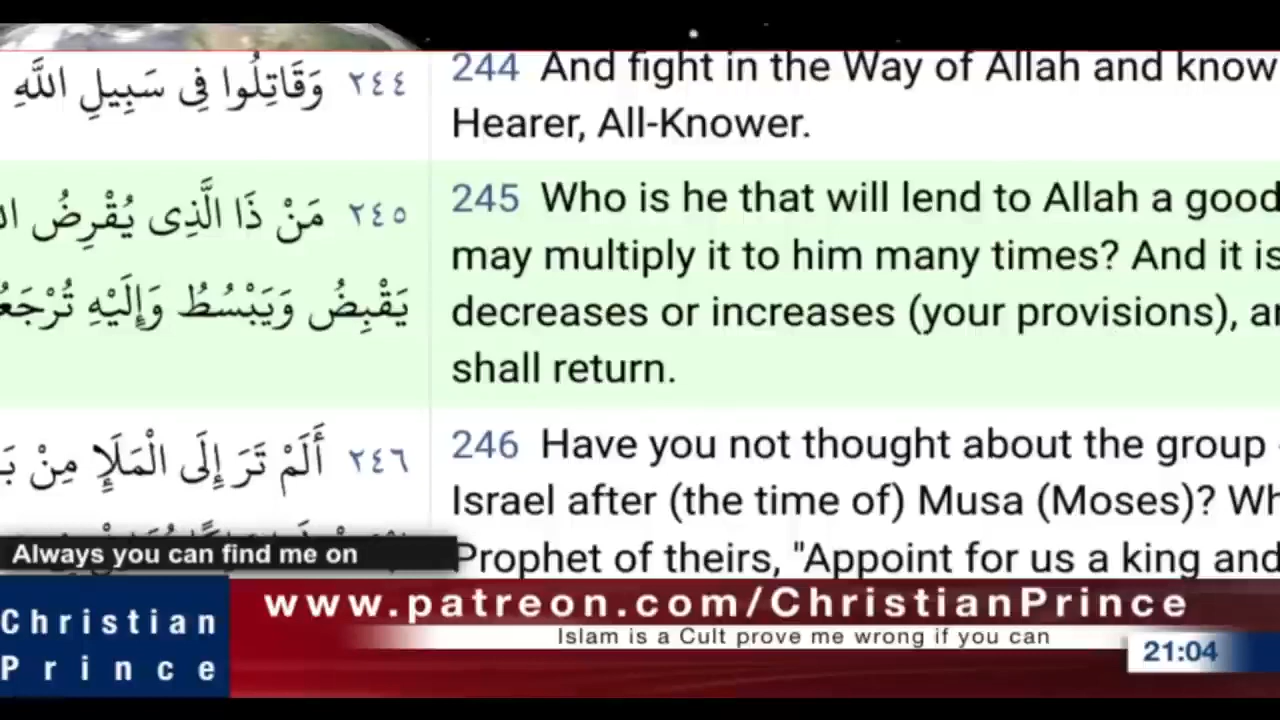 244 And fight in the Way of Allah and know
Hearer, All-Knower.
٢٤٤ وَقَاتِلُوا فِى سَبِيلِ اللَّهِ
245 Who is he that will lend to Allah a good
may multiply it to him many times? And it is
decreases or increases (your provisions), an
shall return.
٢٤٥ مَنْ ذَا الَّذِى يُقْرِضُ
يَقْبِضُ وَيَبْسُطُ وَإِلَيْهِ
246 Have you not thought about the group
Israel after (the time of) Musa (Moses)? Wh
Prophet of theirs, "Appoint for us a king and
٢٤٦ أَلَمْ تَرَ إِلَى الْمَلَإِ مِنْ
Always you can find me on
Christian
Prince
www.patreon.com/ChristianPrince
Islam is a Cult prove me wrong if you can
21:04